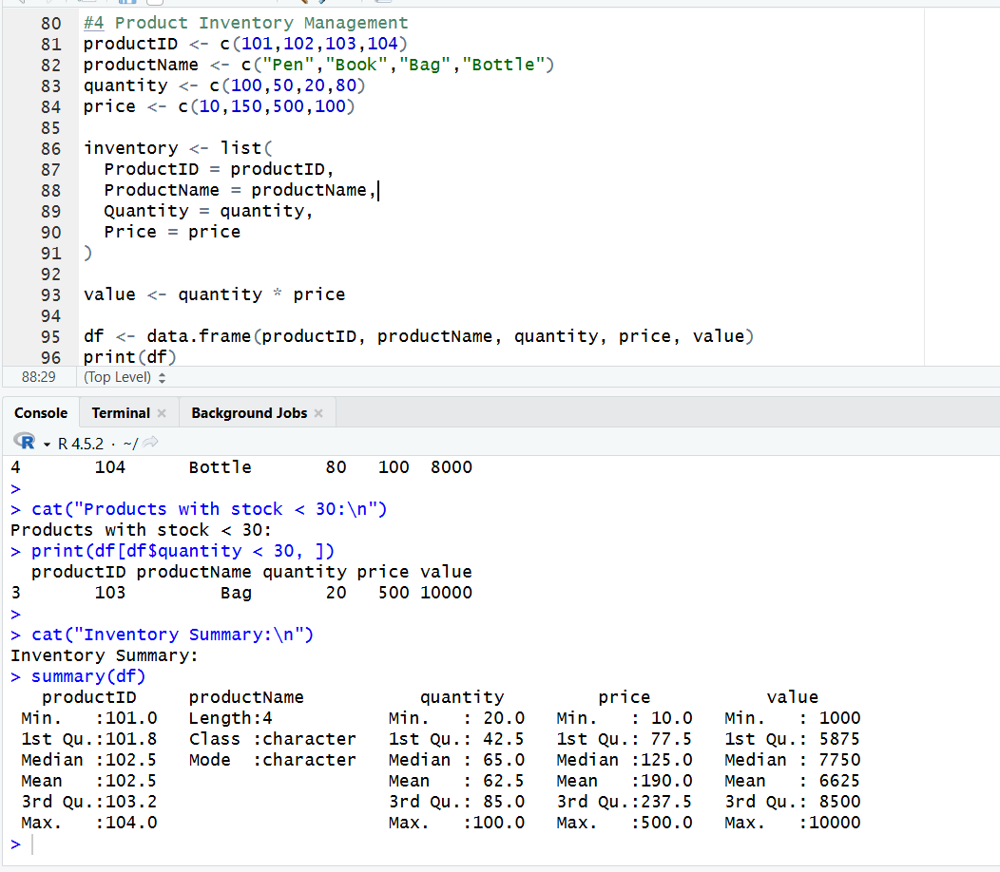 80 #4 Product Inventory Management
81 productID <- c(101,102,103,104)
82 productName <- c("Pen","Book","Bag","Bottle")
83 quantity <- c(100,50,20,80)
84 price <- c(10,150,500,100)
85
86 inventory <- list(
87   ProductID = productID,
88   ProductName = productName,
89   Quantity = quantity,
90   Price = price
91 )
92
93 value <- quantity * price
94
95 df <- data.frame(productID, productName, quantity, price, value)
96 print(df)
88:29 (Top Level)
Console Terminal Background Jobs
R R 4.5.2 · ~/
4       104      Bottle       80   100  8000
>
> cat("Products with stock < 30:\n")
Products with stock < 30:
> print(df[df$quantity < 30, ])
  productID productName quantity price value
3       103         Bag       20   500 10000
>
> cat("Inventory Summary:\n")
Inventory Summary:
> summary(df)
   productID     productName           quantity         price           value
 Min.   :101.0   Length:4           Min.   : 20.0   Min.   : 10.0   Min.   : 1000
 1st Qu.:101.8   Class :character   1st Qu.: 42.5   1st Qu.: 77.5   1st Qu.: 5875
 Median :102.5   Mode  :character   Median : 65.0   Median :125.0   Median : 7750
 Mean   :102.5                      Mean   : 62.5   Mean   :190.0   Mean   : 6625
 3rd Qu.:103.2                      3rd Qu.: 85.0   3rd Qu.:237.5   3rd Qu.: 8500
 Max.   :104.0                      Max.   :100.0   Max.   :500.0   Max.   :10000
>